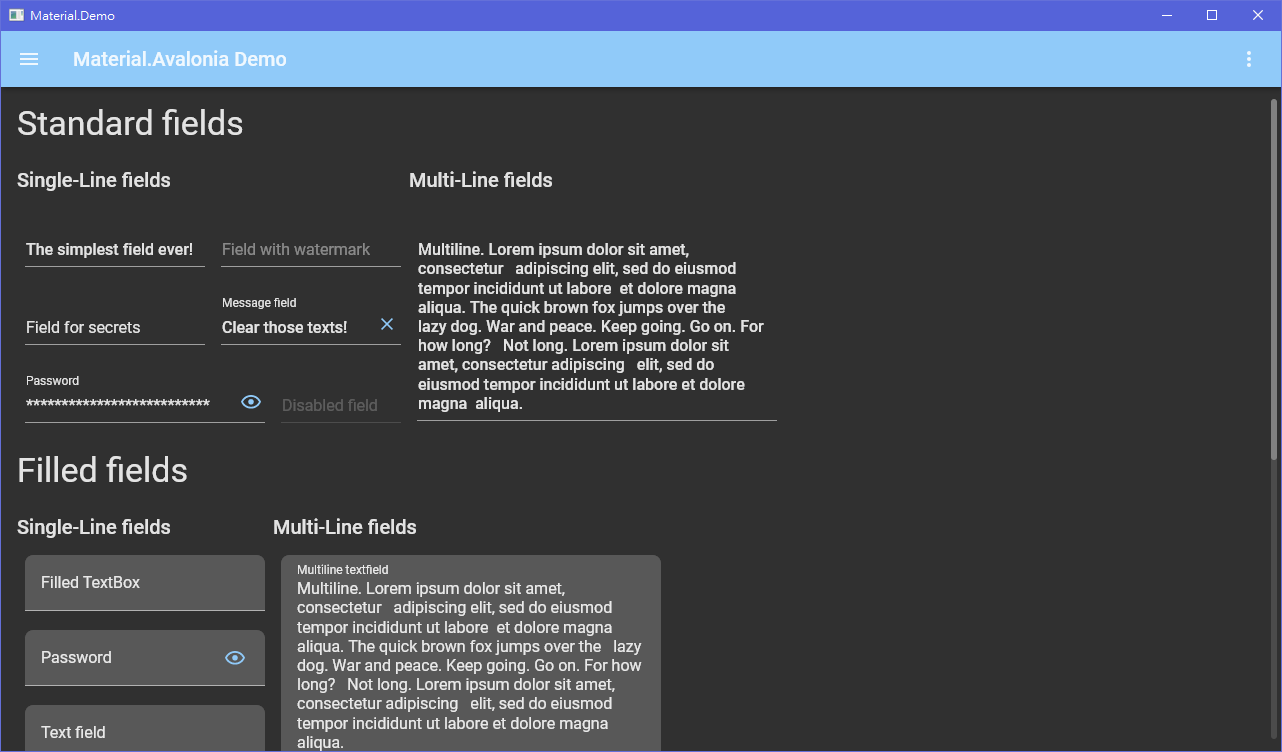 Material.Demo
Material.Avalonia Demo
Standard fields
Single-Line fields
Multi-Line fields
The simplest field ever!
Field with watermark
Field for secrets
Message field
Clear those texts!
Password
**************************
Disabled field
Multiline. Lorem ipsum dolor sit amet,
consectetur   adipiscing elit, sed do eiusmod
tempor incididunt ut labore  et dolore magna
aliqua. The quick brown fox jumps over the
lazy dog. War and peace. Keep going. Go on. For
how long?   Not long. Lorem ipsum dolor sit
amet, consectetur adipiscing   elit, sed do
eiusmod tempor incididunt ut labore et dolore
magna  aliqua.
Filled fields
Single-Line fields
Multi-Line fields
Filled TextBox
Password
Text field
Multiline textfield
Multiline. Lorem ipsum dolor sit amet,
consectetur   adipiscing elit, sed do eiusmod
tempor incididunt ut labore  et dolore magna
aliqua. The quick brown fox jumps over the   lazy
dog. War and peace. Keep going. Go on. For how
long?   Not long. Lorem ipsum dolor sit amet,
consectetur adipiscing   elit, sed do eiusmod
tempor incididunt ut labore et dolore magna
aliqua.